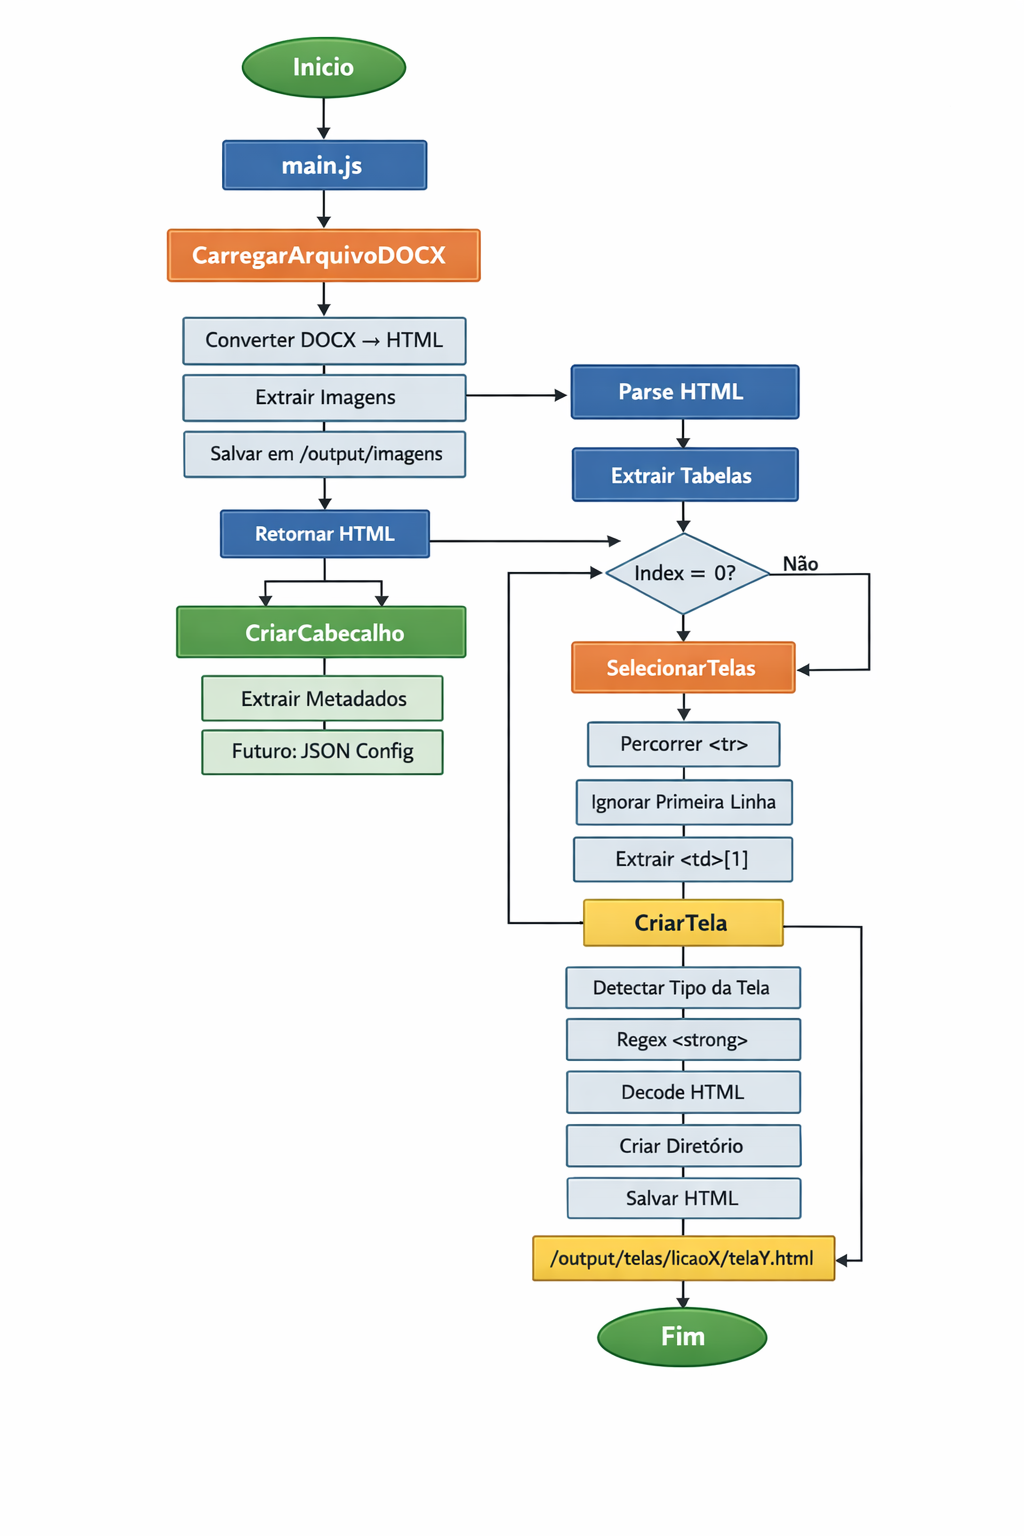 Inicio
main.js
CarregarArquivoDOCX
Converter DOCX → HTML
Extrair Imagens
Salvar em /output/imagens
Retornar HTML
CriarCabecalho
Extrair Metadados
Futuro: JSON Config
Parse HTML
Extrair Tabelas
Index = 0?
Não
SelecionarTelas
Percorrer <tr>
Ignorar Primeira Linha
Extrair <td>[1]
CriarTela
Detectar Tipo da Tela
Regex <strong>
Decode HTML
Criar Diretório
Salvar HTML
/output/telas/licaoX/telaY.html
Fim